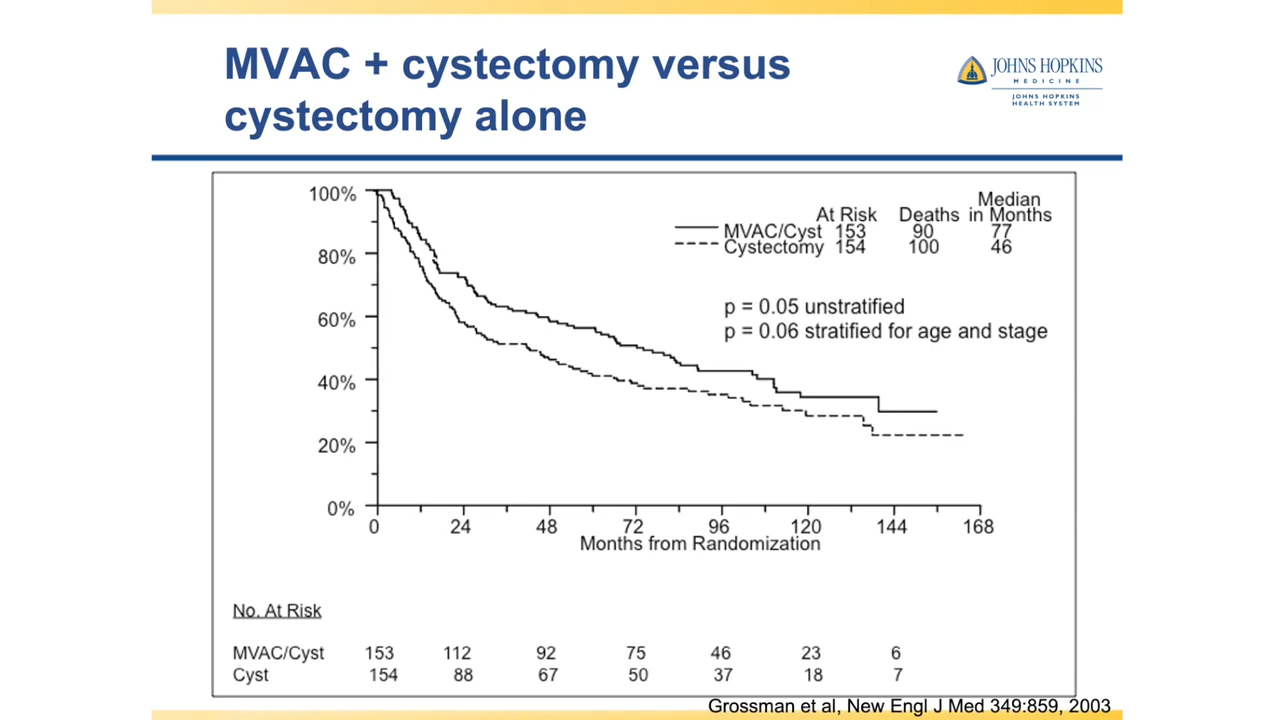 MVAC + cystectomy versus
cystectomy alone
JOHNS HOPKINS
MEDICINE
JOHNS HOPKINS
HEALTH SYSTEM
Median
At Risk Deaths in Months
MVAC/Cyst 153 90 77
Cystectomy 154 100 46
p = 0.05 unstratified
p = 0.06 stratified for age and stage
100%
80%
60%
40%
20%
0%
0 24 48 72 96 120 144 168
Months from Randomization
No. At Risk
MVAC/Cyst 153 112 92 75 46 23 6
Cyst 154 88 67 50 37 18 7
Grossman et al, New Engl J Med 349:859, 2003